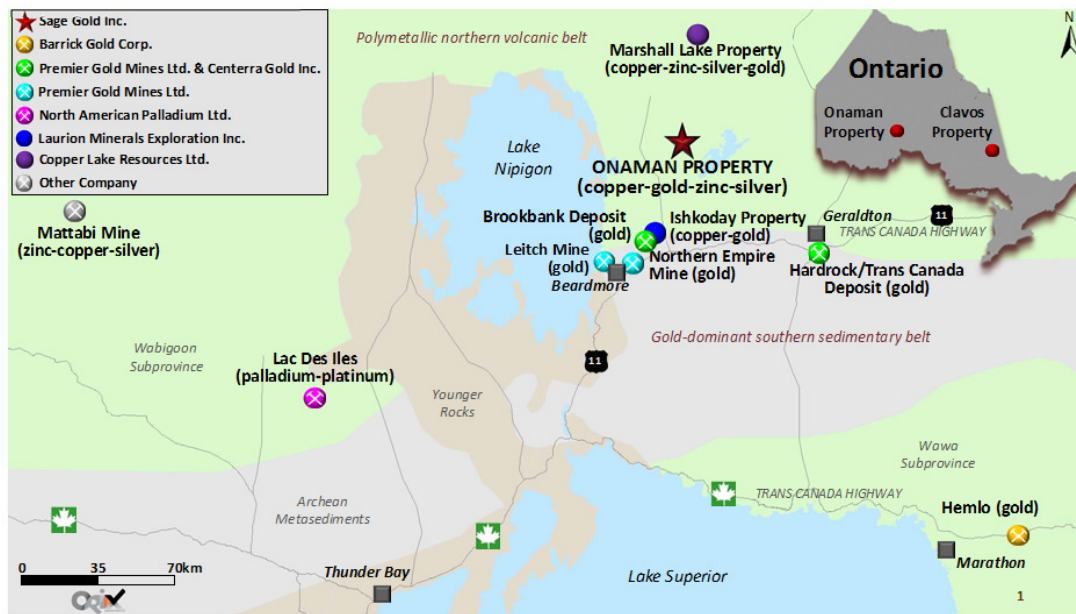 Sage Gold Inc.
Barrick Gold Corp.
Premier Gold Mines Ltd. & Centerra Gold Inc.
Premier Gold Mines Ltd.
North American Palladium Ltd.
Laurion Minerals Exploration Inc.
Copper Lake Resources Ltd.
Other Company
Polymetallic northern volcanic belt
Marshall Lake Property
(copper-zinc-silver-gold)
N
Ontario
Onaman
Property
Clavos
Property
Lake
Nipigon
ONAMAN PROPERTY
(copper-gold-zinc-silver)
Mattabi Mine
(zinc-copper-silver)
Brookbank Deposit
(gold)
Ishkoday Property
(copper-gold)
Geraldton
11
TRANS CANADA HIGHWAY
Leitch Mine
(gold)
Northern Empire
Mine (gold)
Beardmore
Hardrock/Trans Canada
Deposit (gold)
Gold-dominant southern sedimentary belt
Wabigoon
Subprovince
11
Lac Des Iles
(palladium-platinum)
Younger
Rocks
Wawa
Subprovince
TRANS CANADA HIGHWAY
Archean
Metasediments
Hemlo (gold)
Marathon
Thunder Bay
Lake Superior
0 35 70km
1